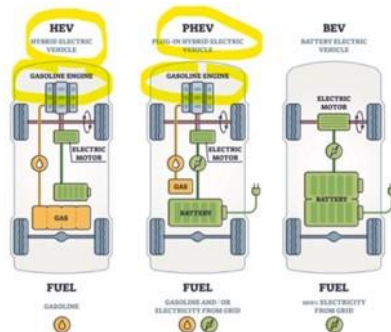 HEV
HYBRID ELECTRIC
VEHICLE
GASOLINE ENGINE
ELECTRIC
MOTOR
GAS
FUEL
GASOLINE
PHEV
PLUG-IN HYBRID ELECTRIC
VEHICLE
GASOLINE ENGINE
ELECTRIC
MOTOR
GAS
BATTERY
FUEL
GASOLINE AND / OR
ELECTRICITY FROM GRID
BEV
BATTERY ELECTRIC
VEHICLE
ELECTRIC
MOTOR
BATTERY
FUEL
100% ELECTRICITY
FROM GRID